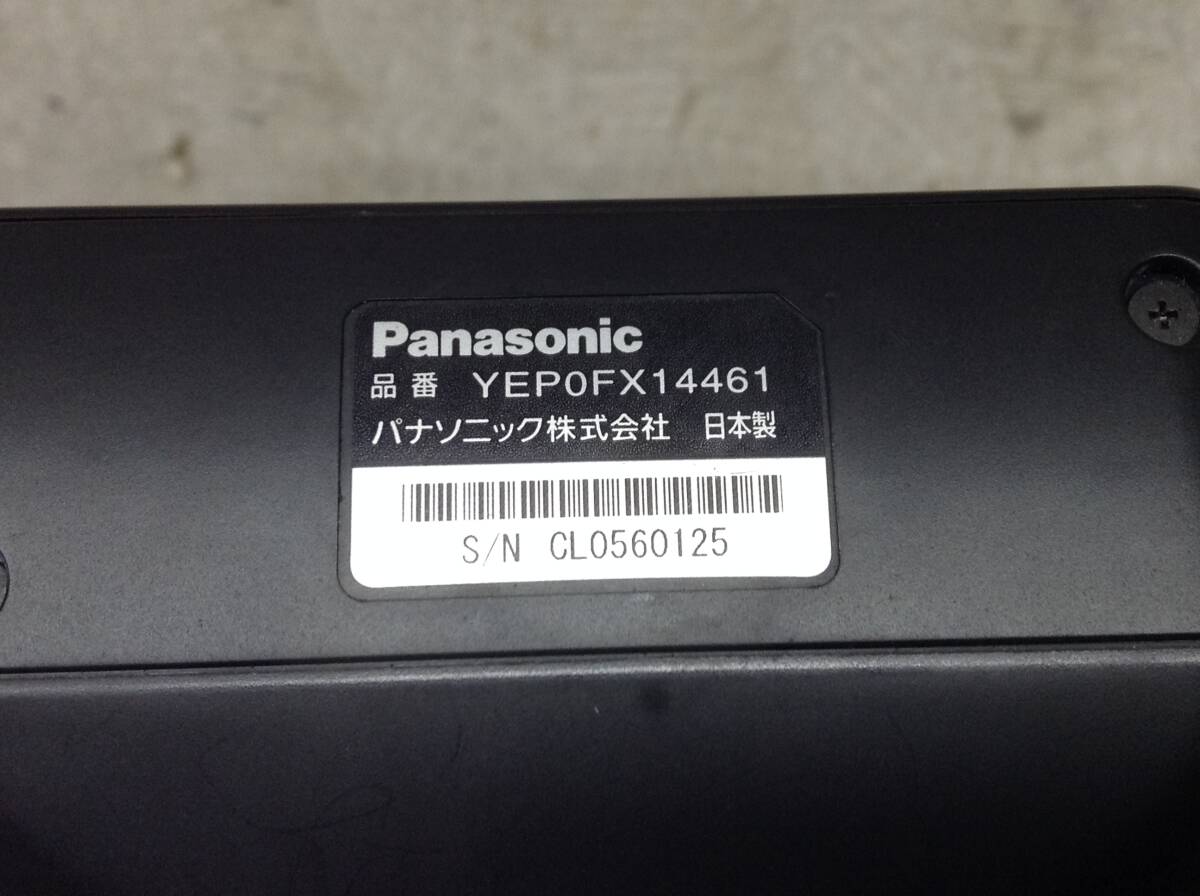 Panasonic
品番 YEP0FX14461
パナソニック株式会社 日本製
S/N CL0560125